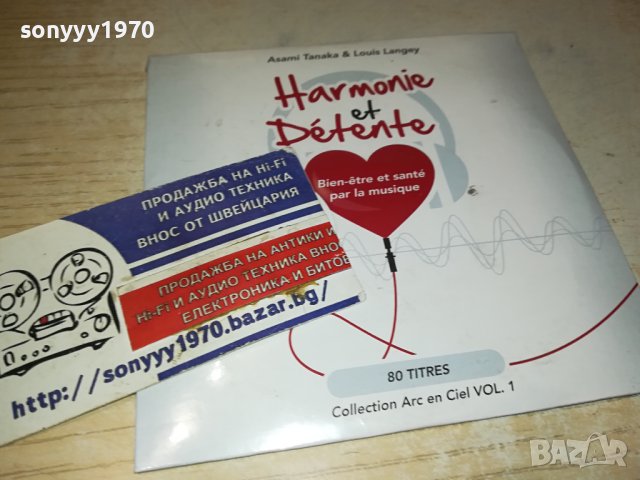 sonyyy1970
Asami Tanaka & Louis Langey
Harmonie
et
Détente
Bien-être et santé
par la musique
80 TITRES
Collection Arc en Ciel VOL. 1
ПРОДАЖБА НА Hi-Fi
И АУДИО ТЕХНИКА
ВНОС ОТ ШВЕЙЦАРИЯ
ПРОДАЖБА НА АНТИКИ И
Hi-Fi И АУДИО ТЕХНИКА ВНОС
ЕЛЕКТРОНИКА И БИТОВ
http://sonyyy1970.bazar.bg/
BAZAR
bg